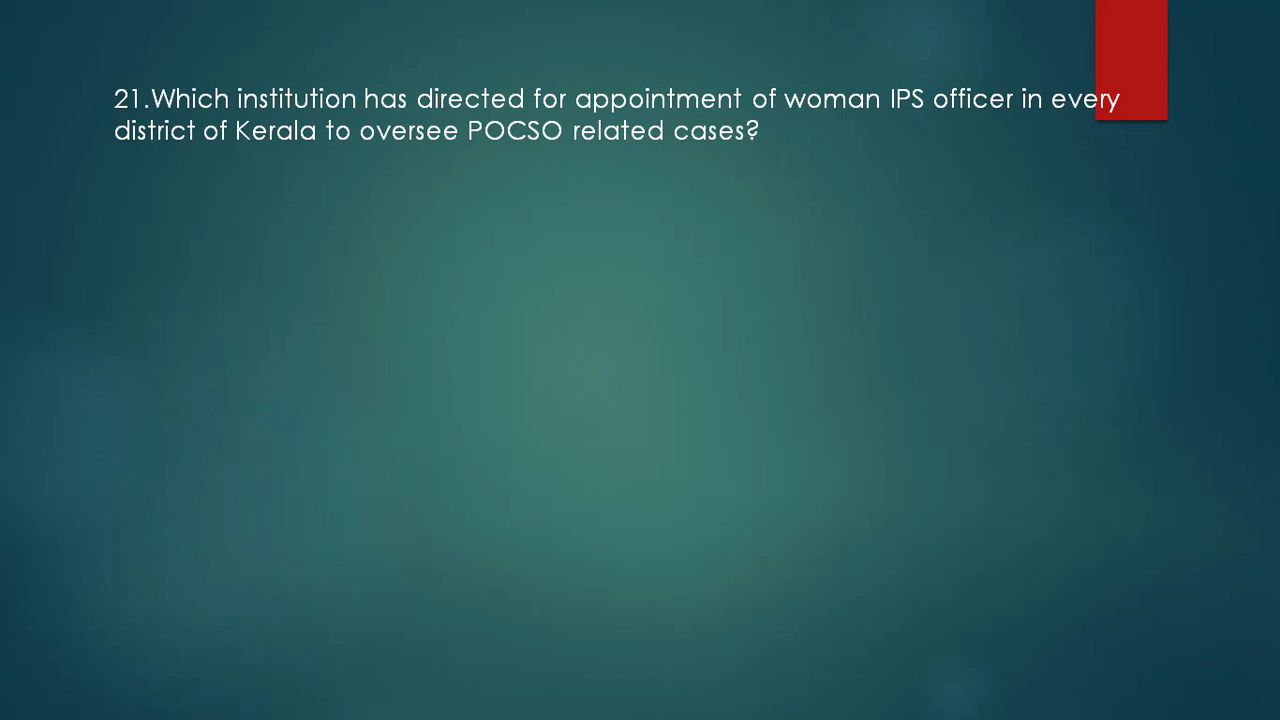 21.Which institution has directed for appointment of woman IPS officer in every
district of Kerala to oversee POCSO related cases?